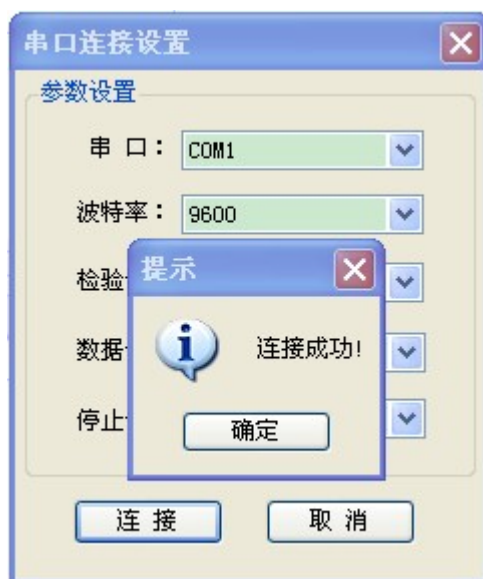 串口连接设置
参数设置
串 口： COM1
波特率： 9600
检验
提示
数据
连接成功!
停止
确定
连 接
取 消